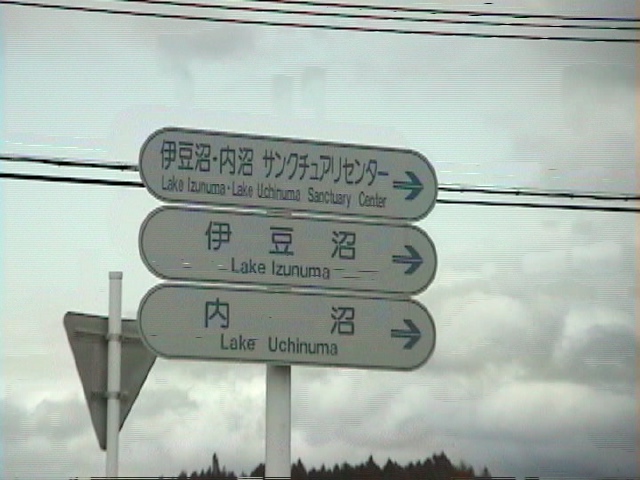 伊豆沼・内沼 サンクチュアリセンター
Lake Izunuma・Lake Uchinuma Sanctuary Center
伊豆沼
Lake Izunuma
内沼
Lake Uchinuma